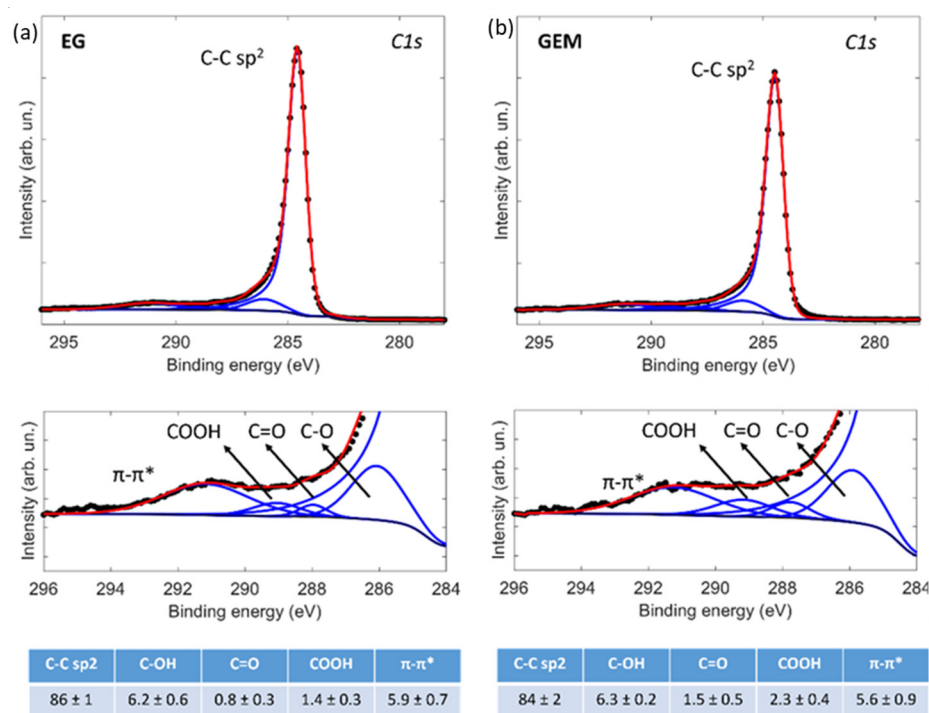 (a)
EG
C1s
C-C sp²
Intensity (arb. un.)
295 290 285 280
Binding energy (eV)
(b)
GEM
C1s
C-C sp²
Intensity (arb. un.)
295 290 285 280
Binding energy (eV)
COOH C=O C-O
π-π*
Intensity (arb. un.)
296 294 292 290 288 286 284
Binding energy (eV)
COOH C=O C-O
π-π*
Intensity (arb. un.)
296 294 292 290 288 286 284
Binding energy (eV)
C-C sp2 C-OH C=O COOH π-π*
86 ± 1 6.2 ± 0.6 0.8 ± 0.3 1.4 ± 0.3 5.9 ± 0.7
C-C sp2 C-OH C=O COOH π-π*
84 ± 2 6.3 ± 0.2 1.5 ± 0.5 2.3 ± 0.4 5.6 ± 0.9